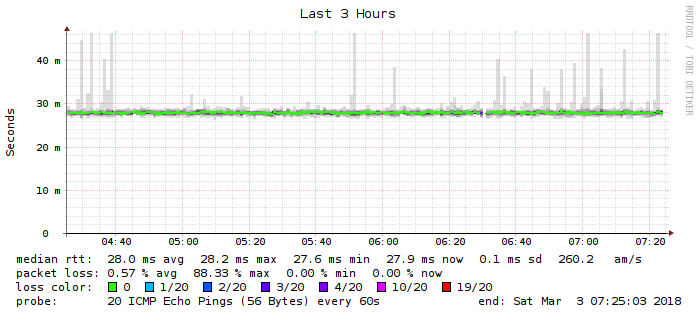 Last 3 Hours
RRDTOOL / TOBI OETIKER
Seconds
40 m
30 m
20 m
10 m
0
04:40 05:00 05:20 05:40 06:00 06:20 06:40 07:00 07:20
median rtt: 28.0 ms avg 28.2 ms max 27.6 ms min 27.9 ms now 0.1 ms sd 260.2 am/s
packet loss: 0.57 % avg 88.33 % max 0.00 % min 0.00 % now
loss color: 0 1/20 2/20 3/20 4/20 10/20 19/20
probe: 20 ICMP Echo Pings (56 Bytes) every 60s end: Sat Mar 3 07:25:03 2018